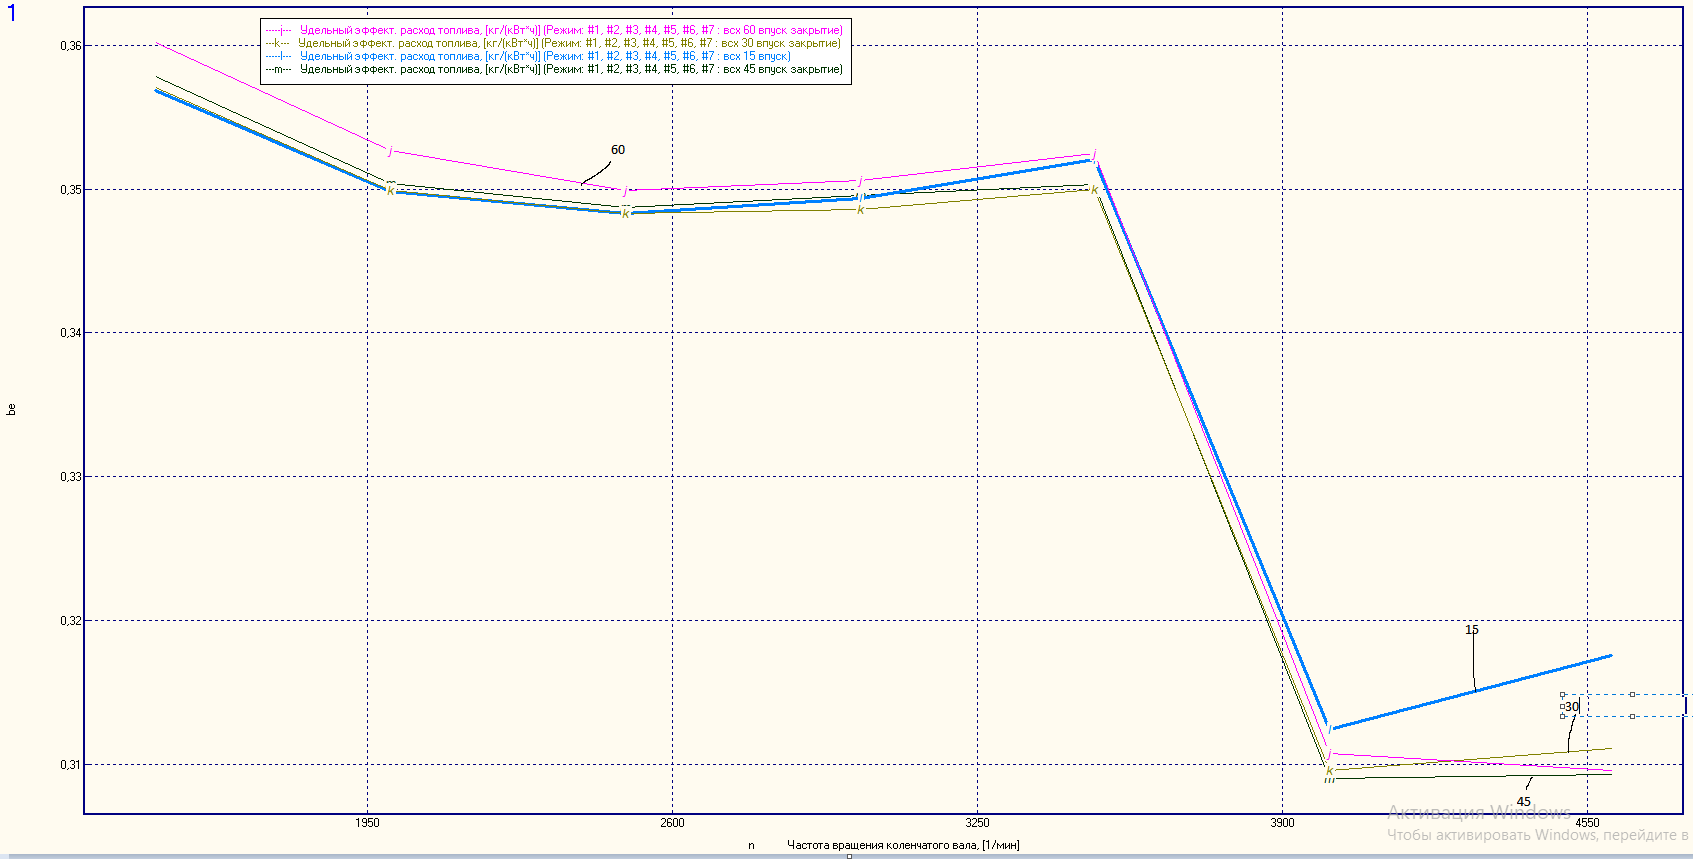 1
----j--- Удельный эффект. расход топлива, [кг/(кВт*ч)] (Режим: #1, #2, #3, #4, #5, #6, #7 : всх 60 впуск закрытие)
---k--- Удельный эффект. расход топлива, [кг/(кВт*ч)] (Режим: #1, #2, #3, #4, #5, #6, #7 : всх 30 впуск закрытие)
----l--- Удельный эффект. расход топлива, [кг/(кВт*ч)] (Режим: #1, #2, #3, #4, #5, #6, #7 : всх 15 впуск)
---m--- Удельный эффект. расход топлива, [кг/(кВт*ч)] (Режим: #1, #2, #3, #4, #5, #6, #7 : всх 45 впуск закрытие)
0,36
60
j
j
j
j
0,35
m
l
k
k
k
k
0,34
be
0,33
0,32
15
30
l
j
0,31
k
m
45
1950
2600
3250
3900
4550
n Частота вращения коленчатого вала, [1/мин]
Активация Windows
Чтобы активировать Windows, перейдите в